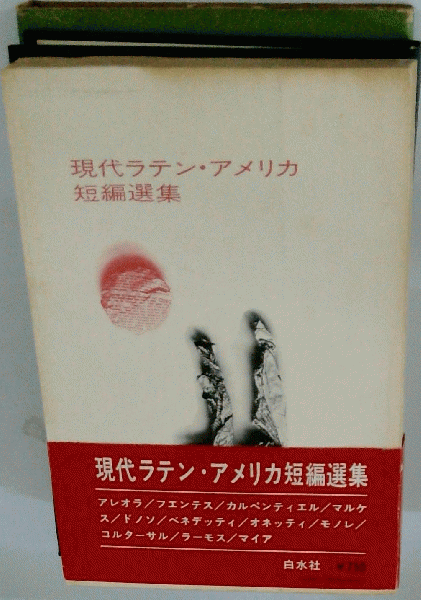 現代ラテン・アメリカ
短編選集
現代ラテン・アメリカ短編選集
アレオラ／フエンテス／カルペンティエル／マルケ
ス／ドノソ／ベネデッティ／オネッティ／モノレ／
コルターサル／ラーモス／マイア
白水社